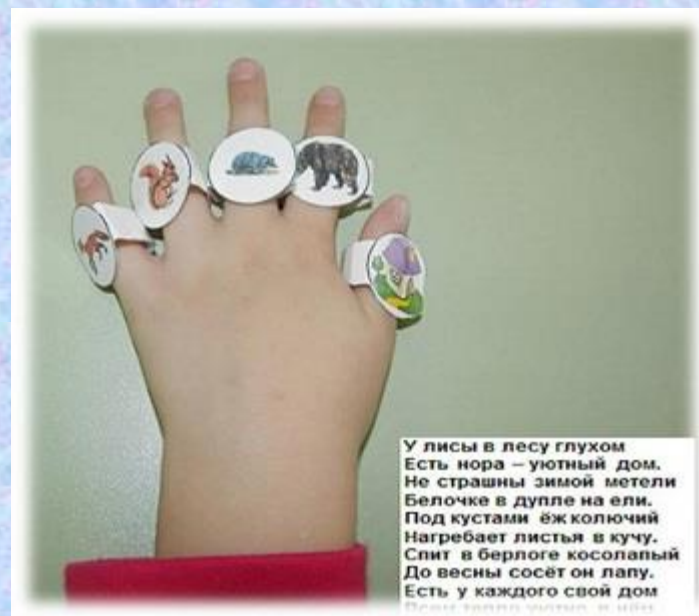 У лисы в лесу глухом
Есть нора – уютный дом.
Не страшны зимой метели
Белочке в дупле на ели.
Под кустами ёж колючий
Нагребает листья в кучу.
Спит в берлоге косолапый
До весны сосёт он лапу.
Есть у каждого свой дом